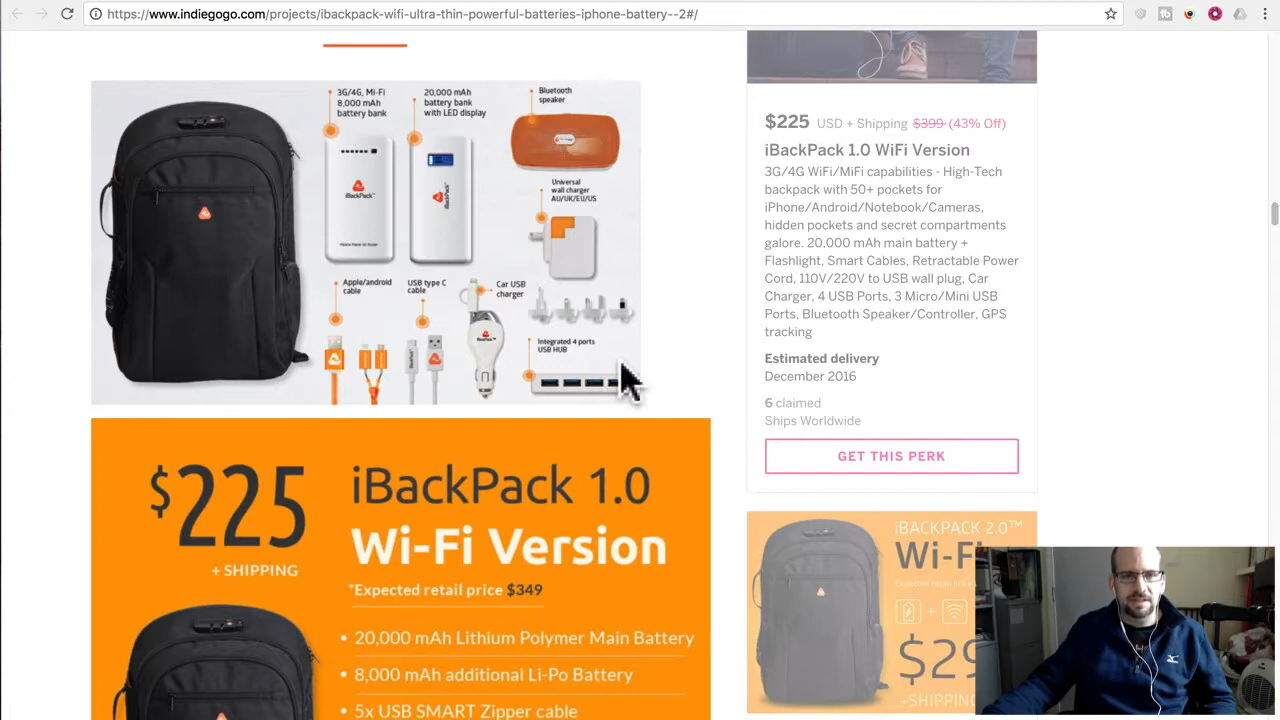 https://www.indiegogo.com/projects/ibackpack-wifi-ultra-thin-powerful-batteries-iphone-battery--2#/
3G/4G, Mi-Fi
8,000 mAh
battery bank
20,000 mAh
battery bank
with LED display
Bluetooth
speaker
iBackPack™
iBackPack™
Universal
wall charger
AU/UK/EU/US
Apple/android
cable
USB type C
cable
Car USB
charger
Integrated 4 ports
USB HUB
$225
+ SHIPPING
iBackPack 1.0
Wi-Fi Version
*Expected retail price $349
• 20,000 mAh Lithium Polymer Main Battery
• 8,000 mAh additional Li-Po Battery
• 5x USB SMART Zipper cable
$225 USD + Shipping $399 (43% Off)
iBackPack 1.0 WiFi Version
3G/4G WiFi/MiFi capabilities - High-Tech
backpack with 50+ pockets for
iPhone/Android/Notebook/Cameras,
hidden pockets and secret compartments
galore. 20,000 mAh main battery +
Flashlight, Smart Cables, Retractable Power
Cord, 110V/220V to USB wall plug, Car
Charger, 4 USB Ports, 3 Micro/Mini USB
Ports, Bluetooth Speaker/Controller, GPS
tracking
Estimated delivery
December 2016
6 claimed
Ships Worldwide
GET THIS PERK
iBACKPACK 2.0™
Wi-F
Expected retail
$29
+SHIPPING